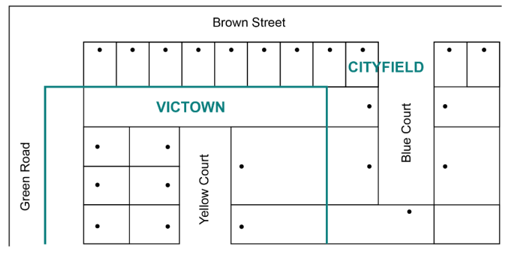 Brown Street
CITYFIELD
VICTOWN
Green Road
Yellow Court
Blue Court